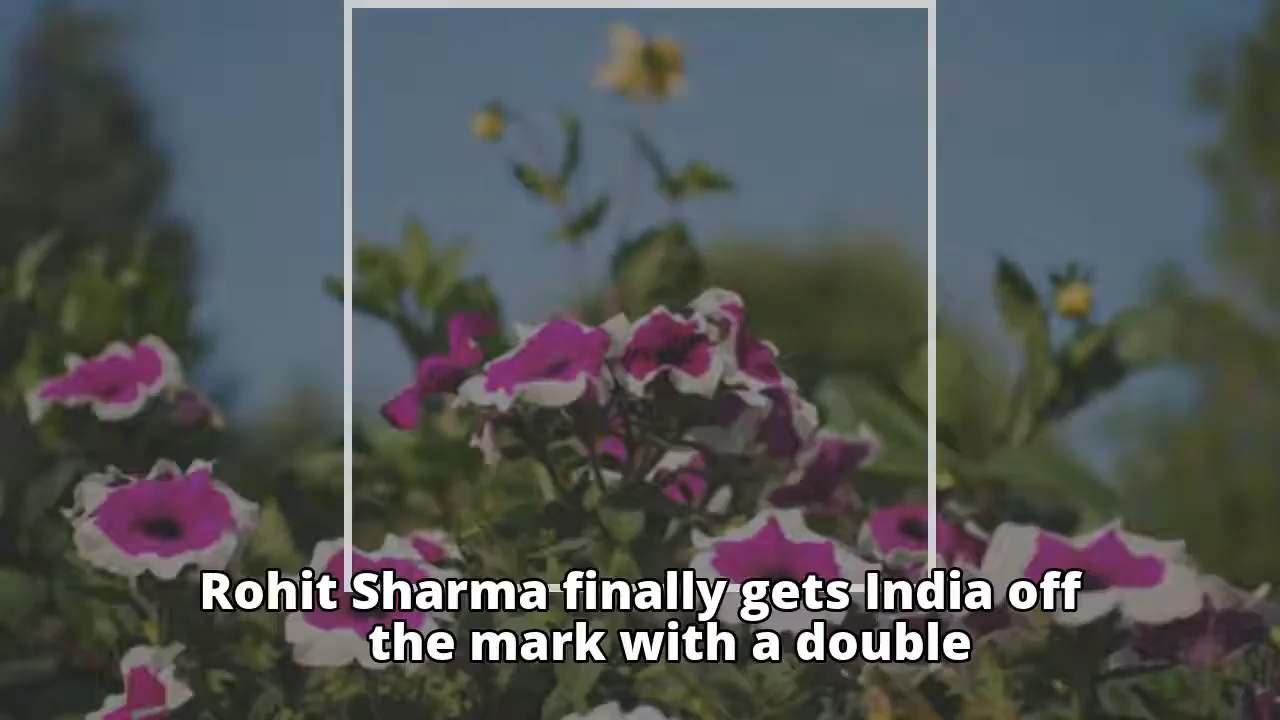 Rohit Sharma finally gets India off
the mark with a double